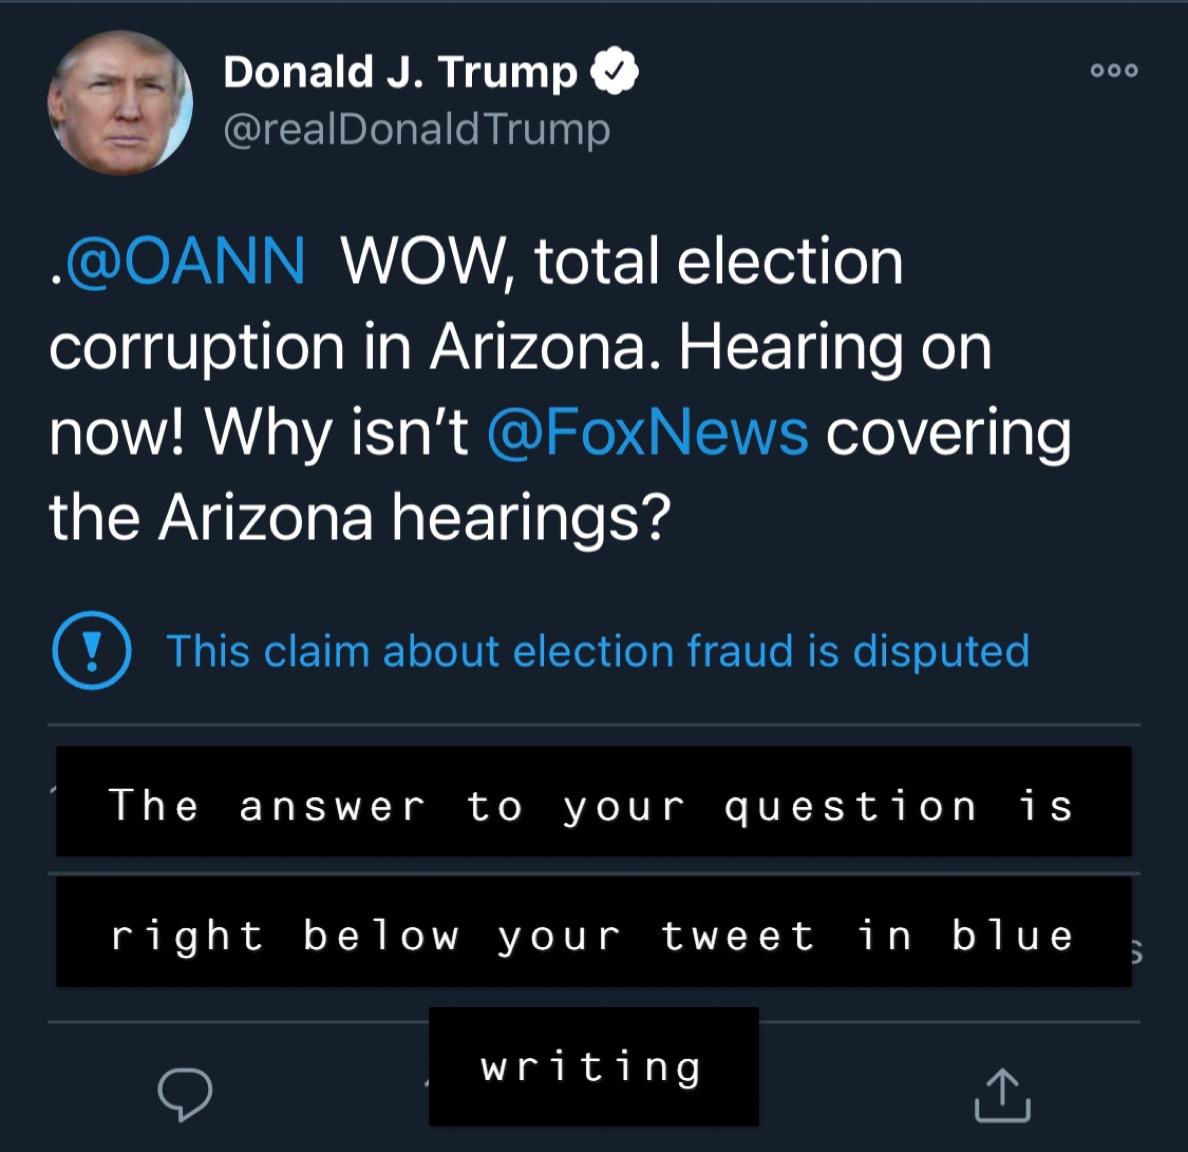 Donald J. Trump
@realDonaldTrump
.@OANN WOW, total election
corruption in Arizona. Hearing on
now! Why isn’t @FoxNews covering
the Arizona hearings?
This claim about election fraud is disputed
The answer to your question is
right below your tweet in blue
writing